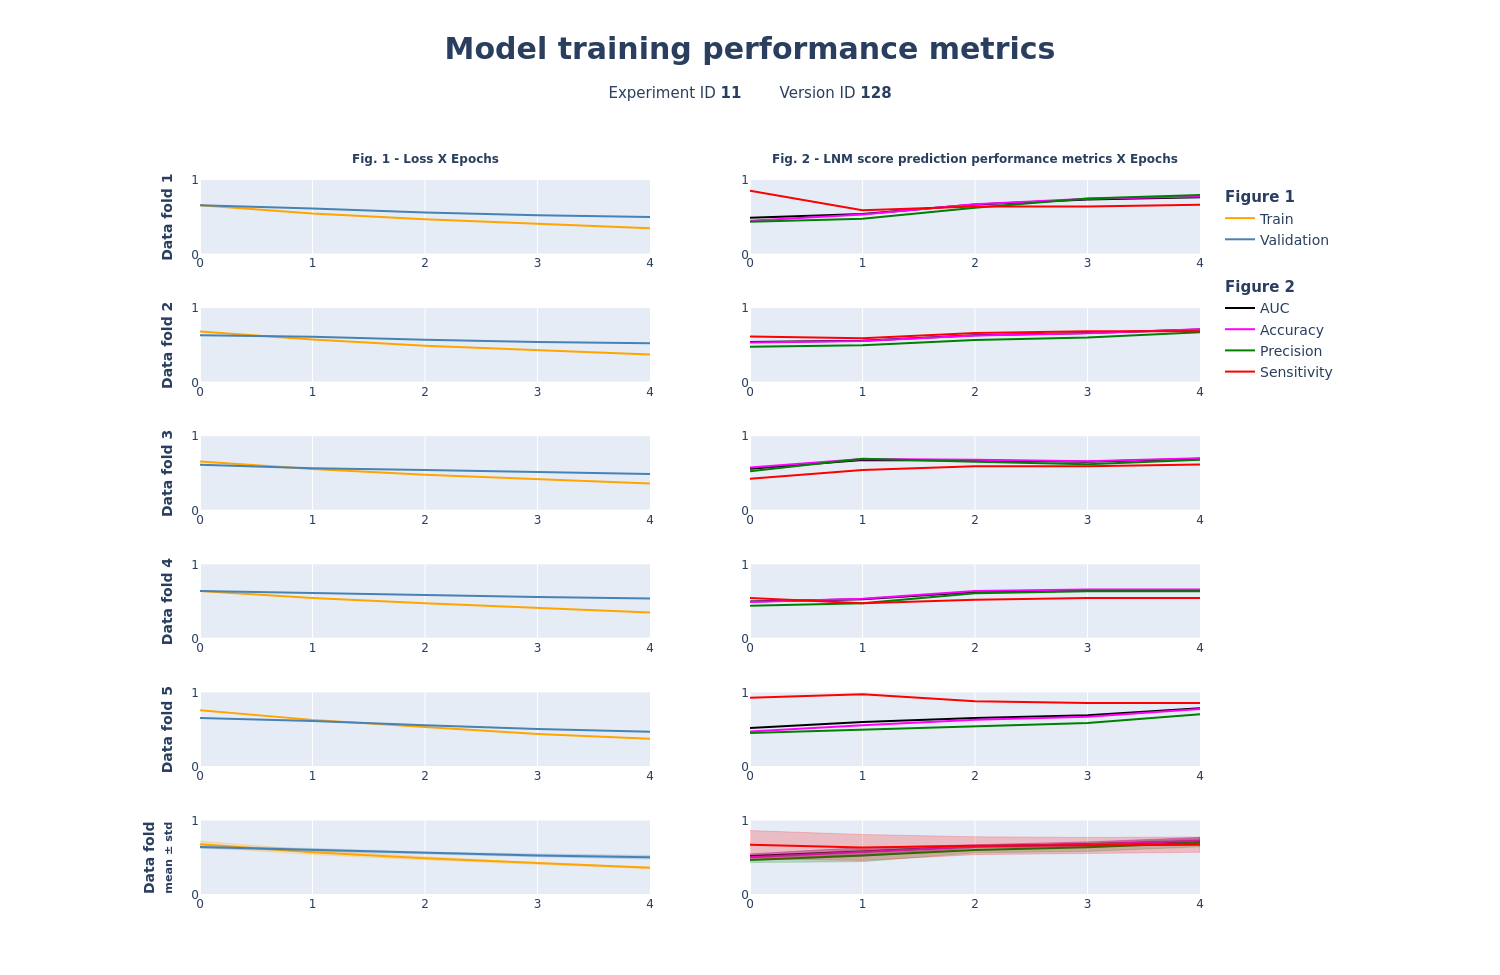 Model training performance metrics
Experiment ID 11 Version ID 128
Fig. 1 - Loss X Epochs
Fig. 2 - LNM score prediction performance metrics X Epochs
Data fold 1
1
0
0 1 2 3 4
1
0
0 1 2 3 4
Figure 1
Train
Validation
Figure 2
AUC
Accuracy
Precision
Sensitivity
Data fold 2
1
0
0 1 2 3 4
1
0
0 1 2 3 4
Data fold 3
1
0
0 1 2 3 4
1
0
0 1 2 3 4
Data fold 4
1
0
0 1 2 3 4
1
0
0 1 2 3 4
Data fold 5
1
0
0 1 2 3 4
1
0
0 1 2 3 4
Data fold
mean ± std
1
0
0 1 2 3 4
1
0
0 1 2 3 4